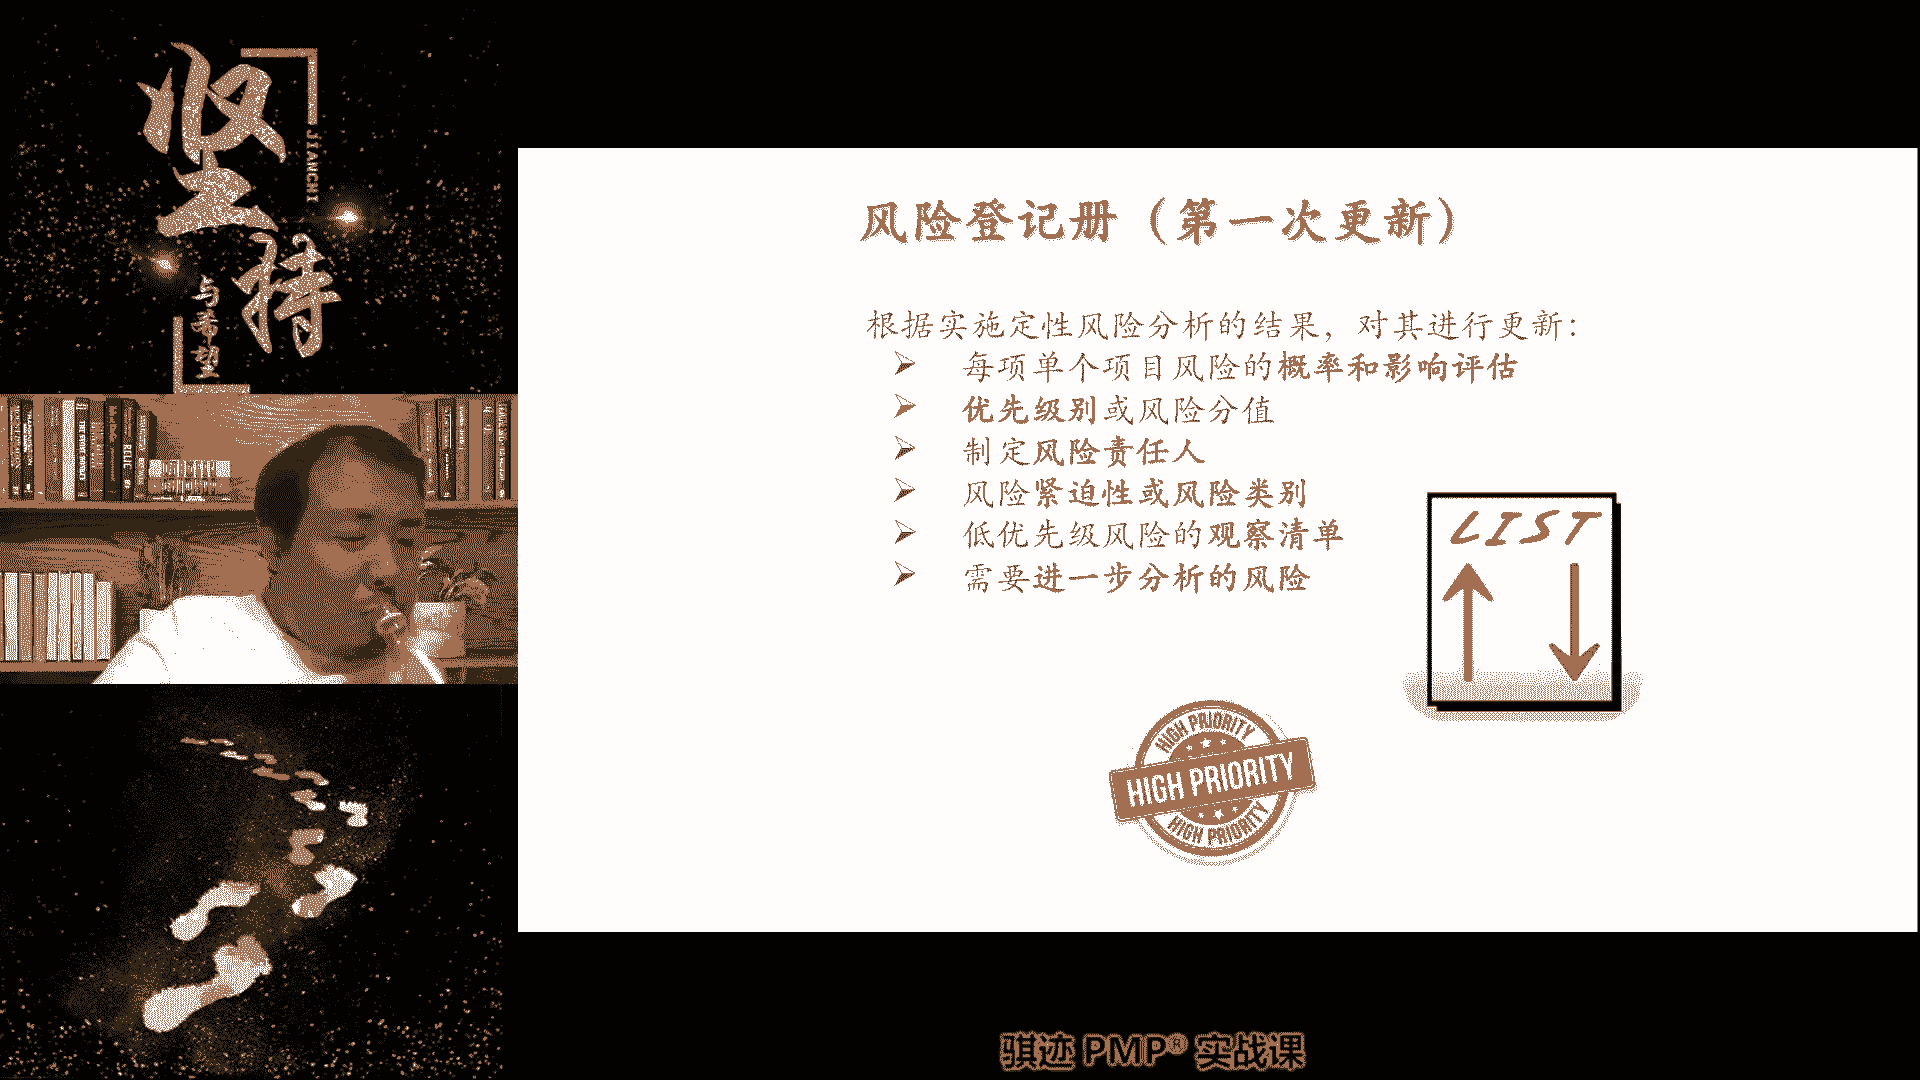 坚持
JIANCHI
与希望
风险登记册（第一次更新）
根据实施定性风险分析的结果，对其进行更新：
➢ 每项单个项目风险的概率和影响评估
➢ 优先级别或风险分值
➢ 制定风险责任人
➢ 风险紧迫性或风险类别
➢ 低优先级风险的观察清单
➢ 需要进一步分析的风险
LIST
HIGH PRIORITY
HIGH PRIORITY
HIGH PRIORITY
骐迹 PMP® 实战课